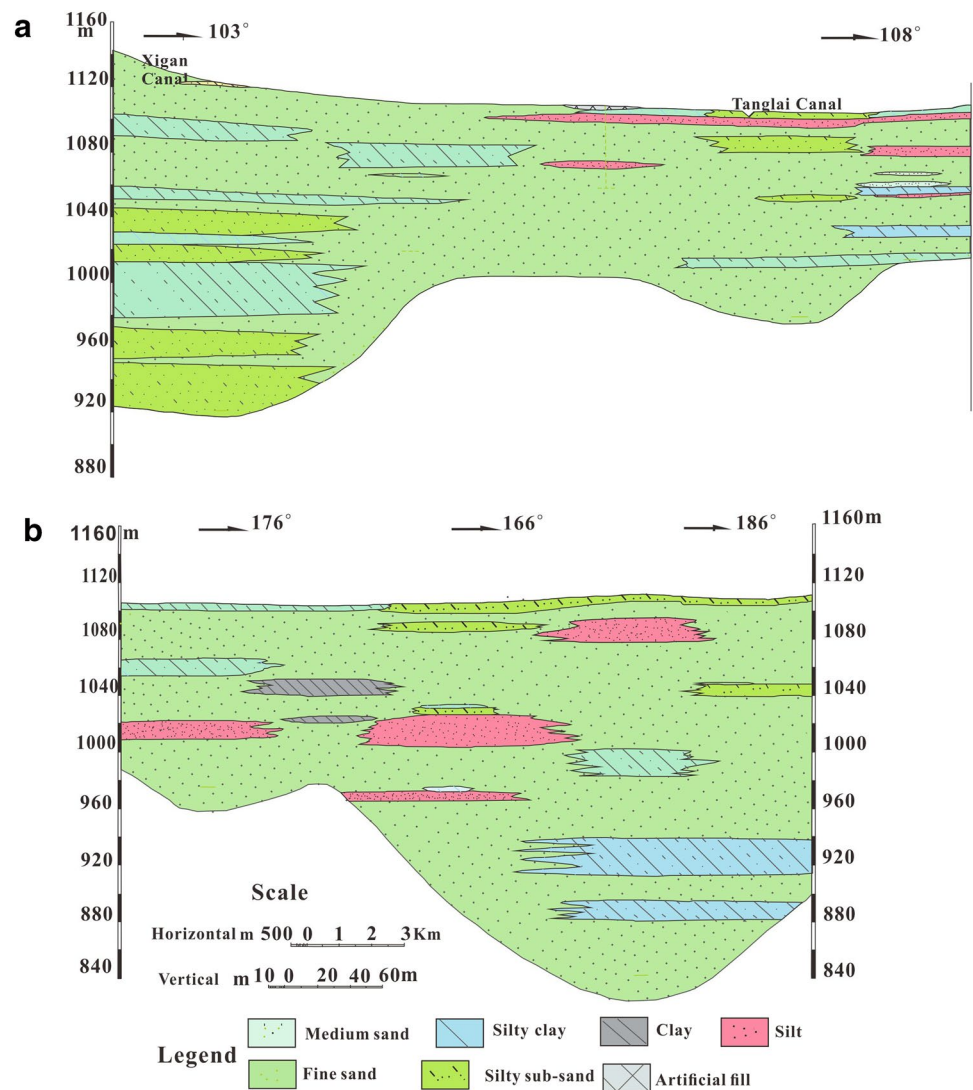 a
1160
m
103°
108°
Xigan
Canal
Tanglai Canal
1120
1080
1040
1000
960
920
880
b
1160 m
176°
166°
186°
1160m
1120
1120
1080
1080
1040
1040
1000
1000
960
960
920
920
880
880
840
840
Scale
Horizontal m 500 0 1 2 3 Km
Vertical m 10 0 20 40 60m
Legend
Medium sand
Silty clay
Clay
Silt
Fine sand
Silty sub-sand
Artificial fill